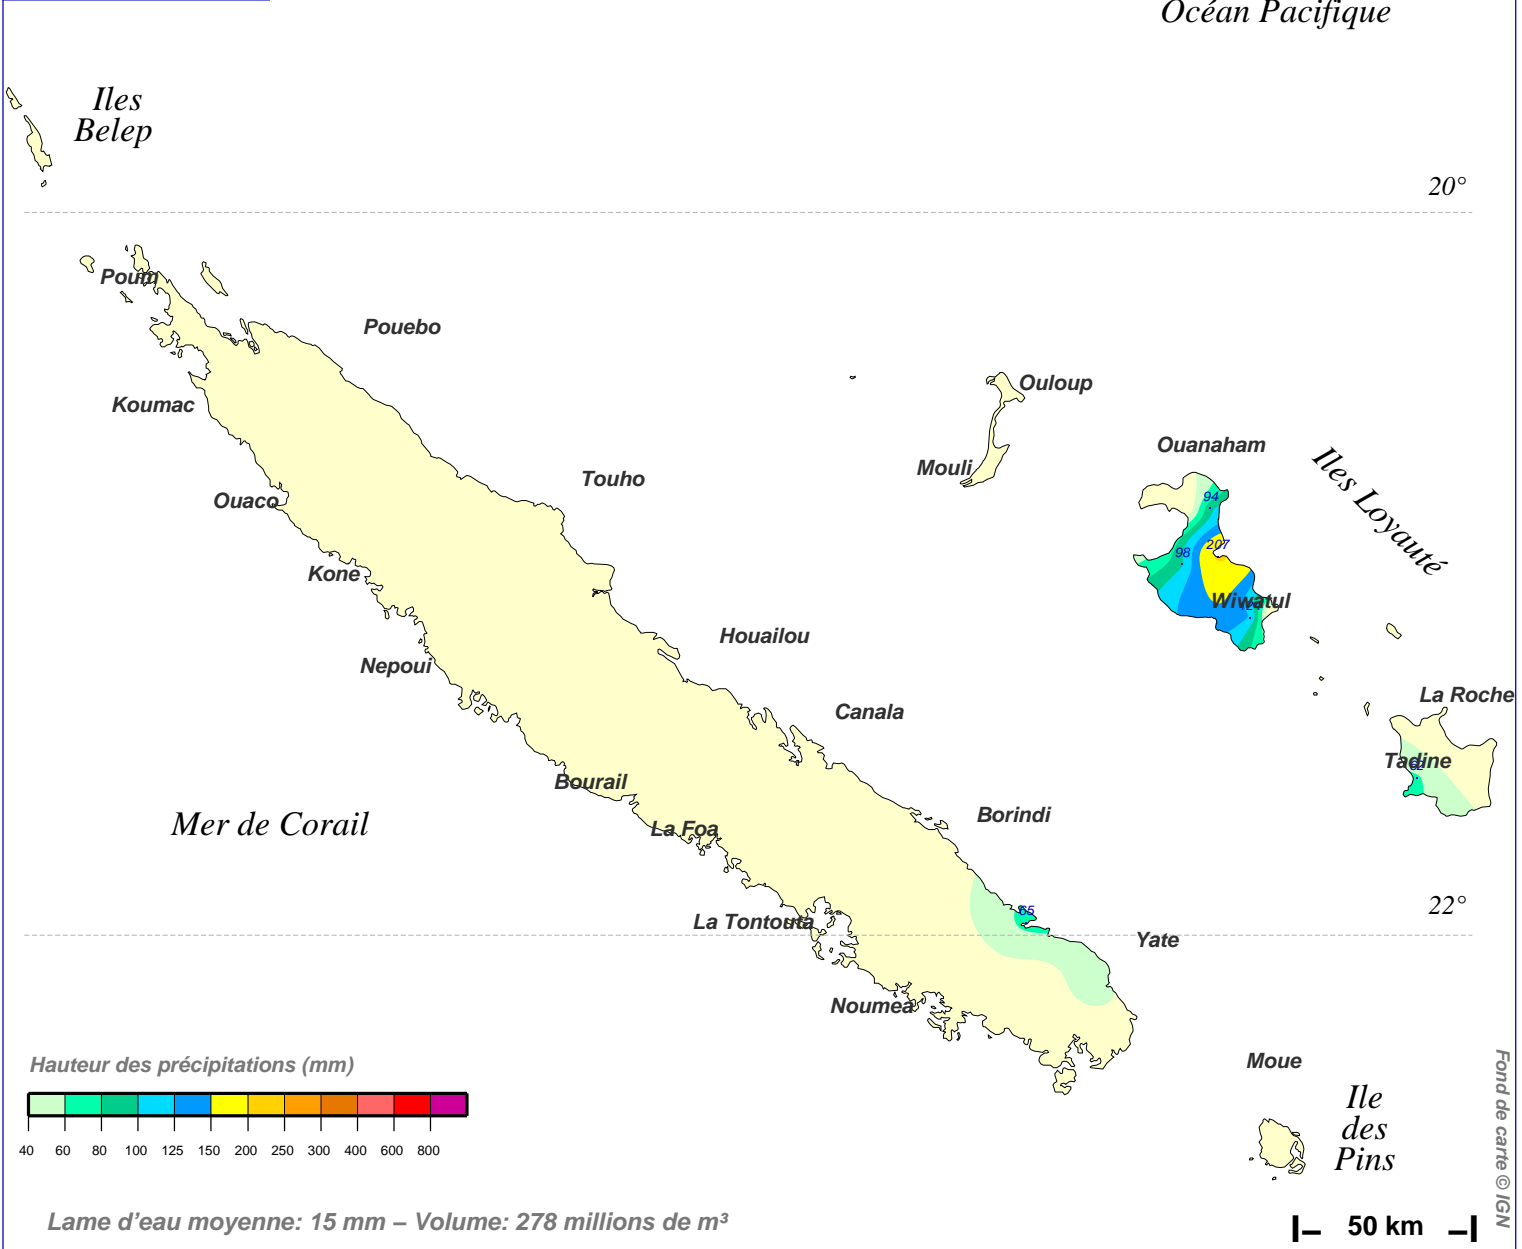 Océan Pacifique
Iles
Belep
20°
Poum
Pouebo
Ouloup
Koumac
Ouanaham
Iles Loyauté
Mouli
Touho
94
Ouaco
207
98
Kone
Wiwatul
Houailou
Nepoui
La Roche
Canala
Tadine
62
Bourail
Borindi
Mer de Corail
La Foa
22°
65
La Tontouta
Yate
Noumea
Moue
Hauteur des précipitations (mm)
40 60 80 100 125 150 200 250 300 400 600 800
Ile
des
Pins
Fond de carte © IGN
Lame d'eau moyenne: 15 mm – Volume: 278 millions de m³
50 km